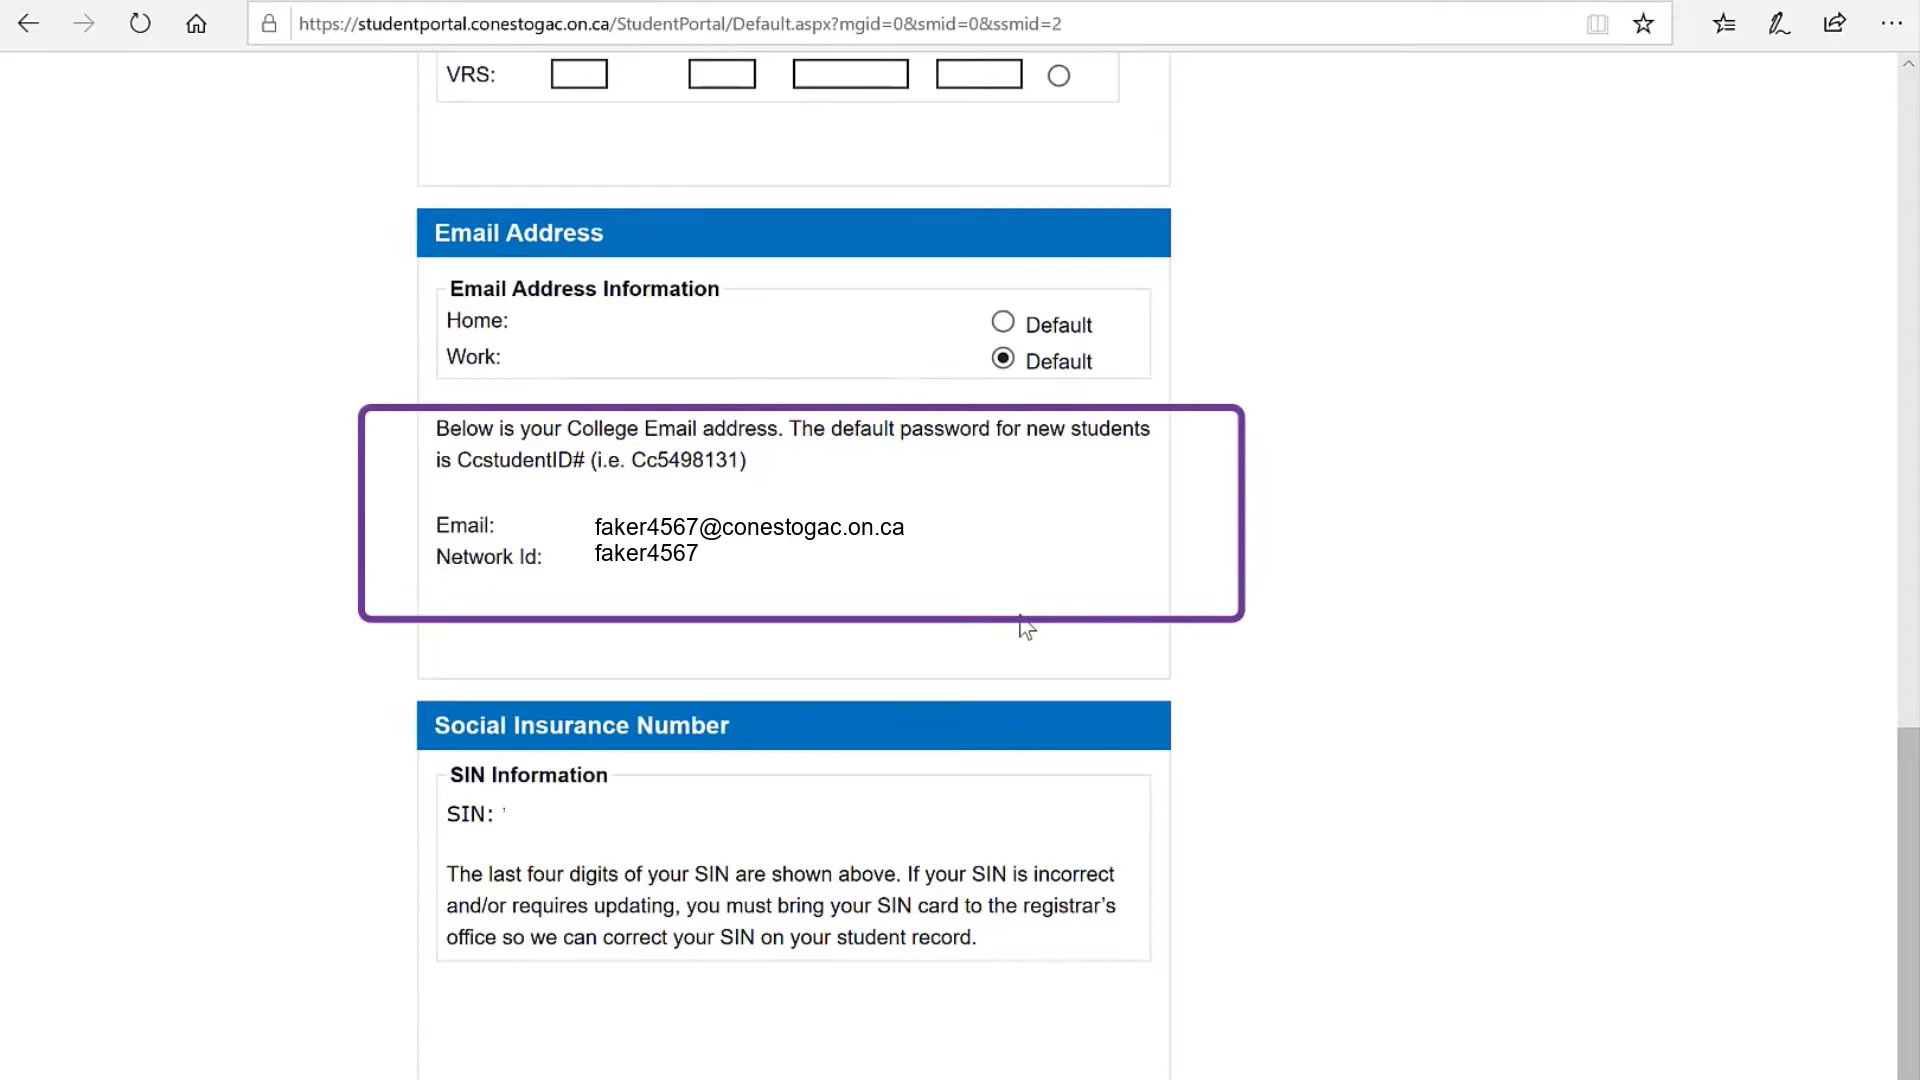 https://studentportal.conestogac.on.ca/StudentPortal/Default.aspx?mgid=0&smid=0&ssmid=2
VRS:
Email Address
Email Address Information
Home: Default
Work: Default
Below is your College Email address. The default password for new students
is CcstudentID# (i.e. Cc5498131)
Email: faker4567@conestogac.on.ca
Network Id: faker4567
Social Insurance Number
SIN Information
SIN:
The last four digits of your SIN are shown above. If your SIN is incorrect
and/or requires updating, you must bring your SIN card to the registrar's
office so we can correct your SIN on your student record.